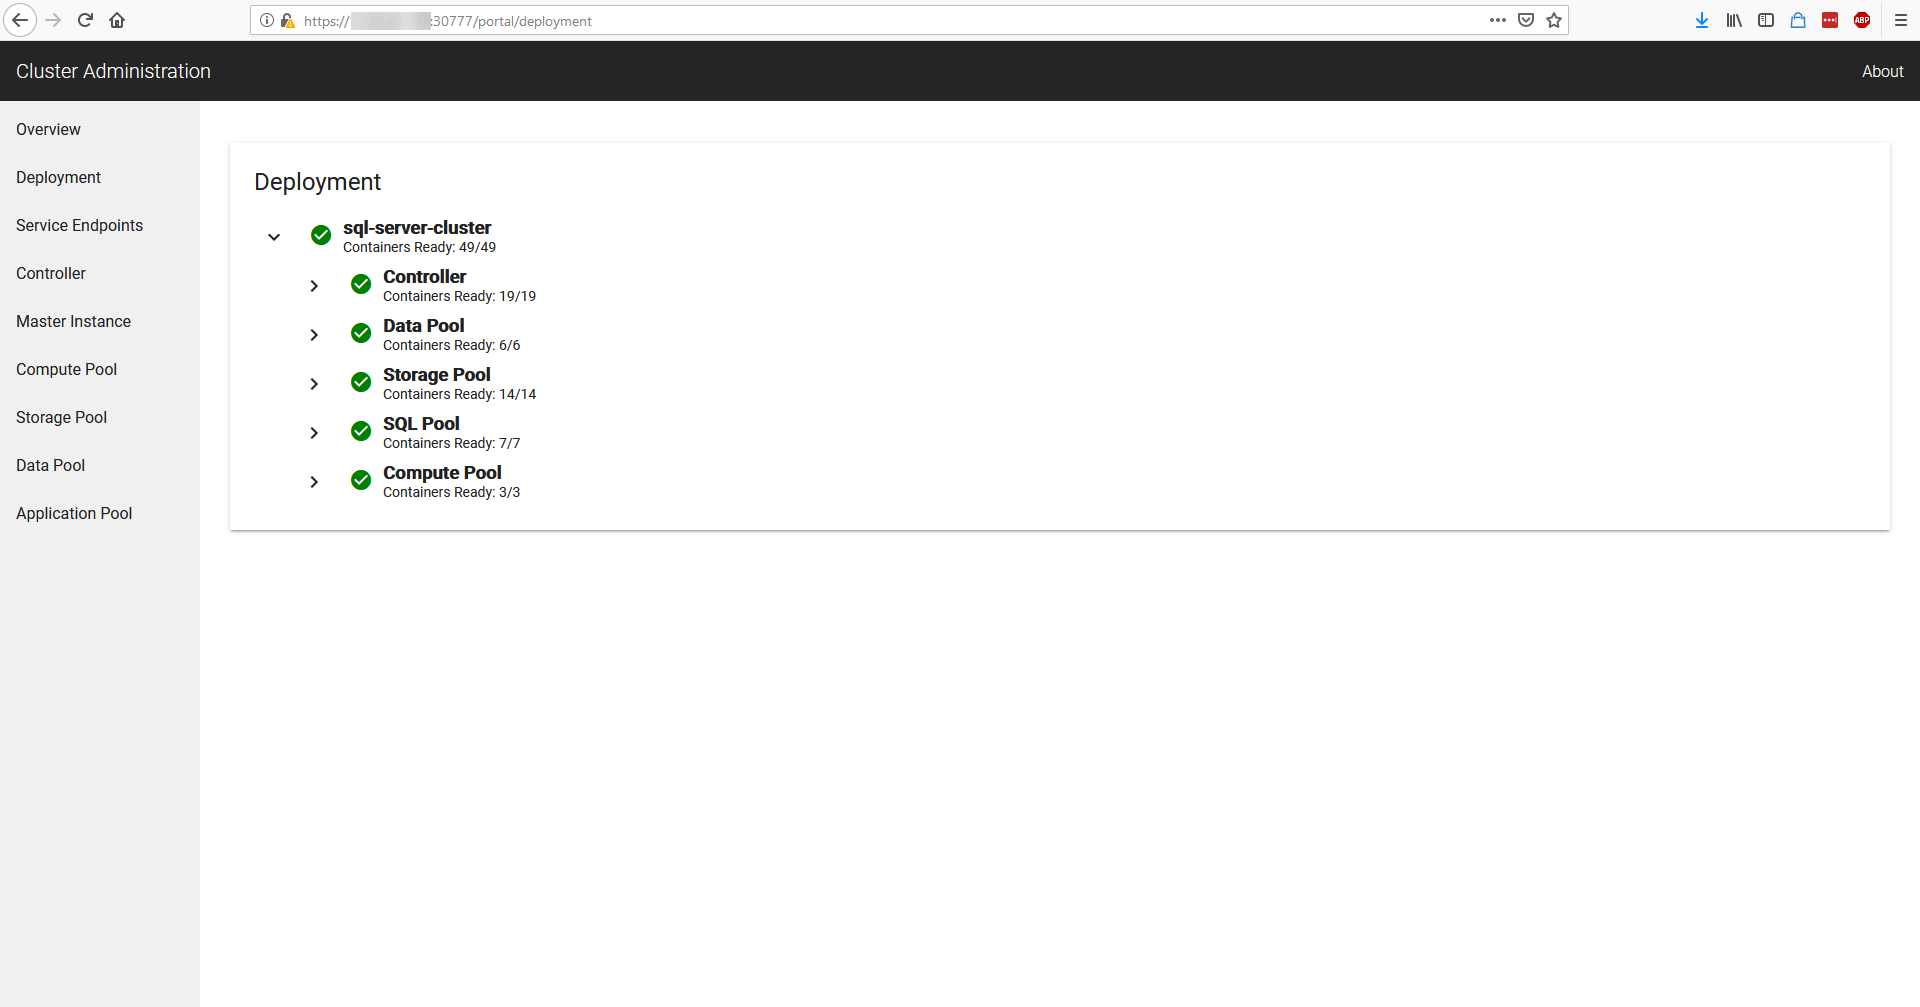 https:// :30777/portal/deployment
ABP
Cluster Administration
About
Overview
Deployment
Service Endpoints
Controller
Master Instance
Compute Pool
Storage Pool
Data Pool
Application Pool
Deployment
sql-server-cluster
Containers Ready: 49/49
Controller
Containers Ready: 19/19
Data Pool
Containers Ready: 6/6
Storage Pool
Containers Ready: 14/14
SQL Pool
Containers Ready: 7/7
Compute Pool
Containers Ready: 3/3